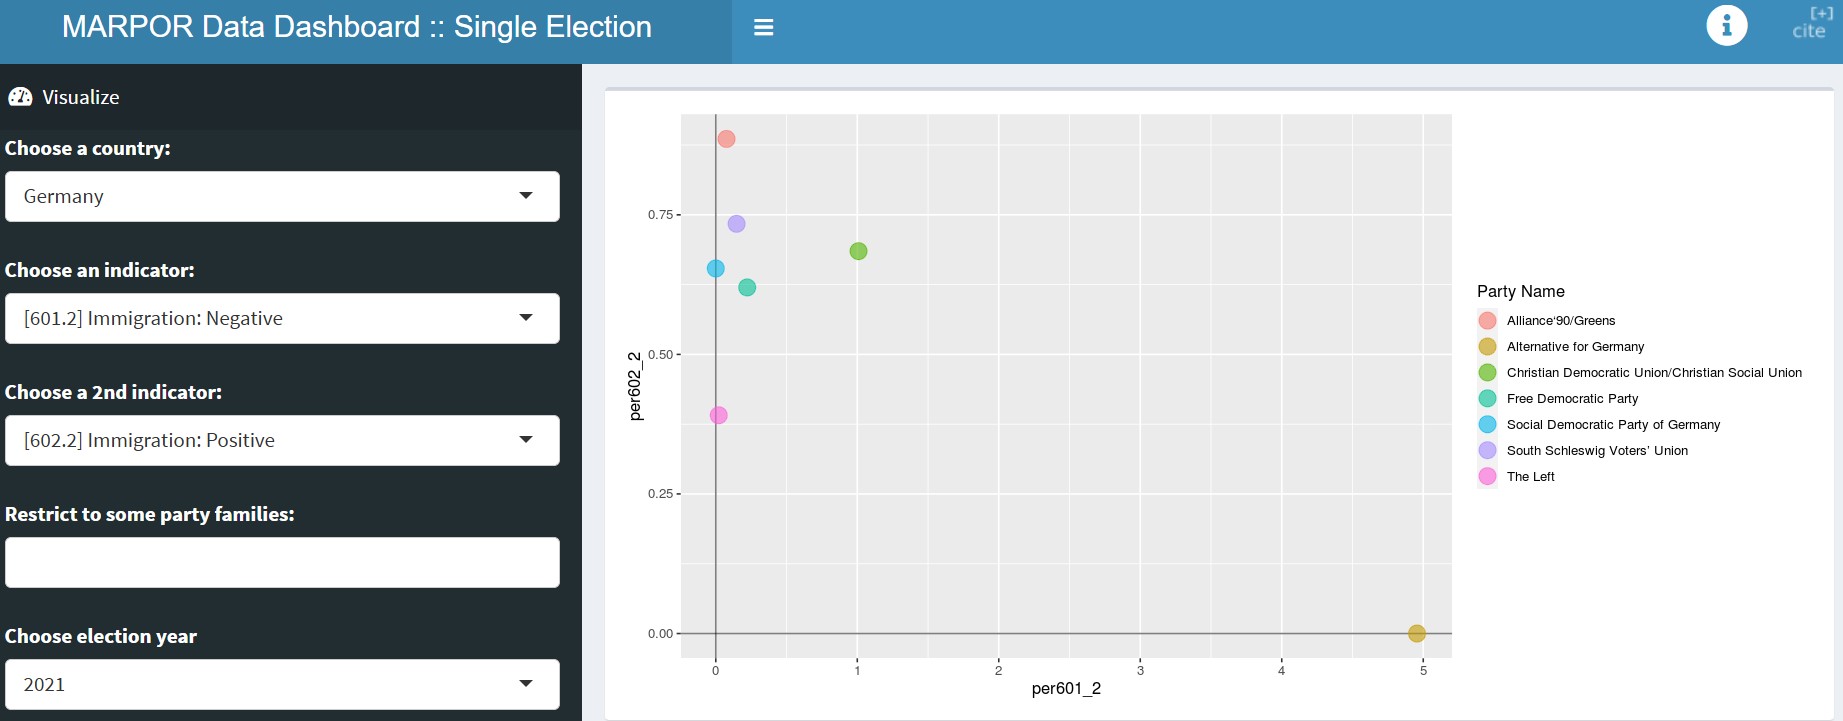 MARPOR Data Dashboard :: Single Election
[+]
cite
Visualize
Choose a country:
Germany
Choose an indicator:
[601.2] Immigration: Negative
Choose a 2nd indicator:
[602.2] Immigration: Positive
Restrict to some party families:
Choose election year
2021
per602_2
0.75
0.50
0.25
0.00
0 1 2 3 4 5
per601_2
Party Name
Alliance‘90/Greens
Alternative for Germany
Christian Democratic Union/Christian Social Union
Free Democratic Party
Social Democratic Party of Germany
South Schleswig Voters’ Union
The Left